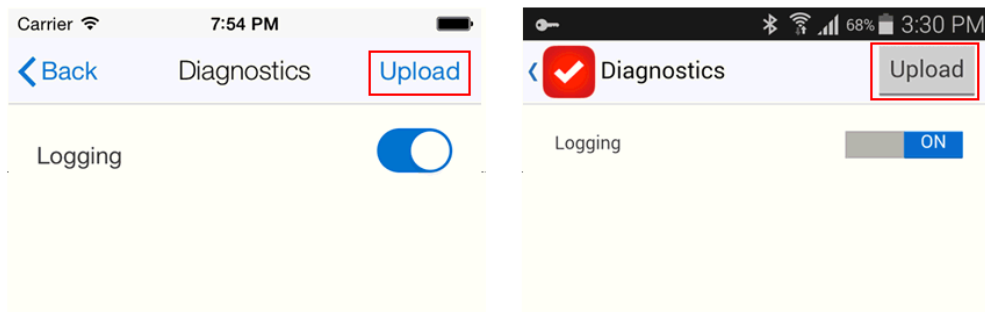 Carrier 7:54 PM
Back Diagnostics Upload
Logging
68% 3:30 PM
Diagnostics Upload
Logging ON